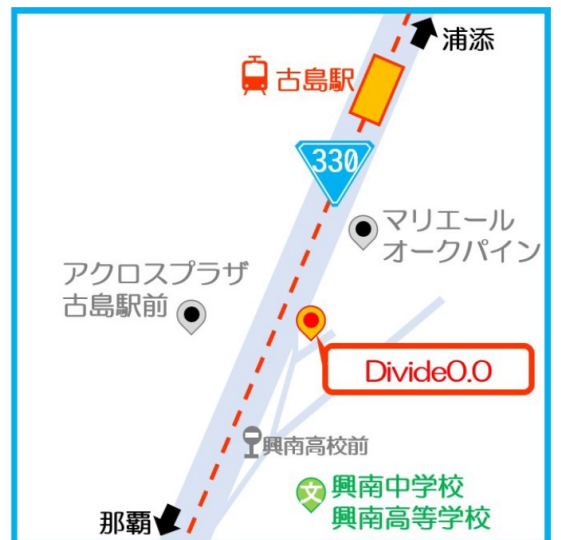 浦添
古島駅
330
マリエール
オークパイン
アクロスプラザ
古島駅前
Divide0.0
興南高校前
文
興南中学校
興南高等学校
那覇